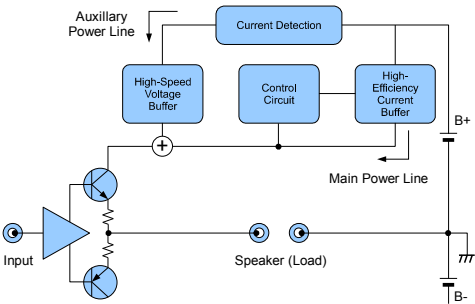 Auxillary
Power Line
Current Detection
High-Speed
Voltage
Buffer
Control
Circuit
High-
Efficiency
Current
Buffer
B+
+
Main Power Line
Input
Speaker (Load)
B-